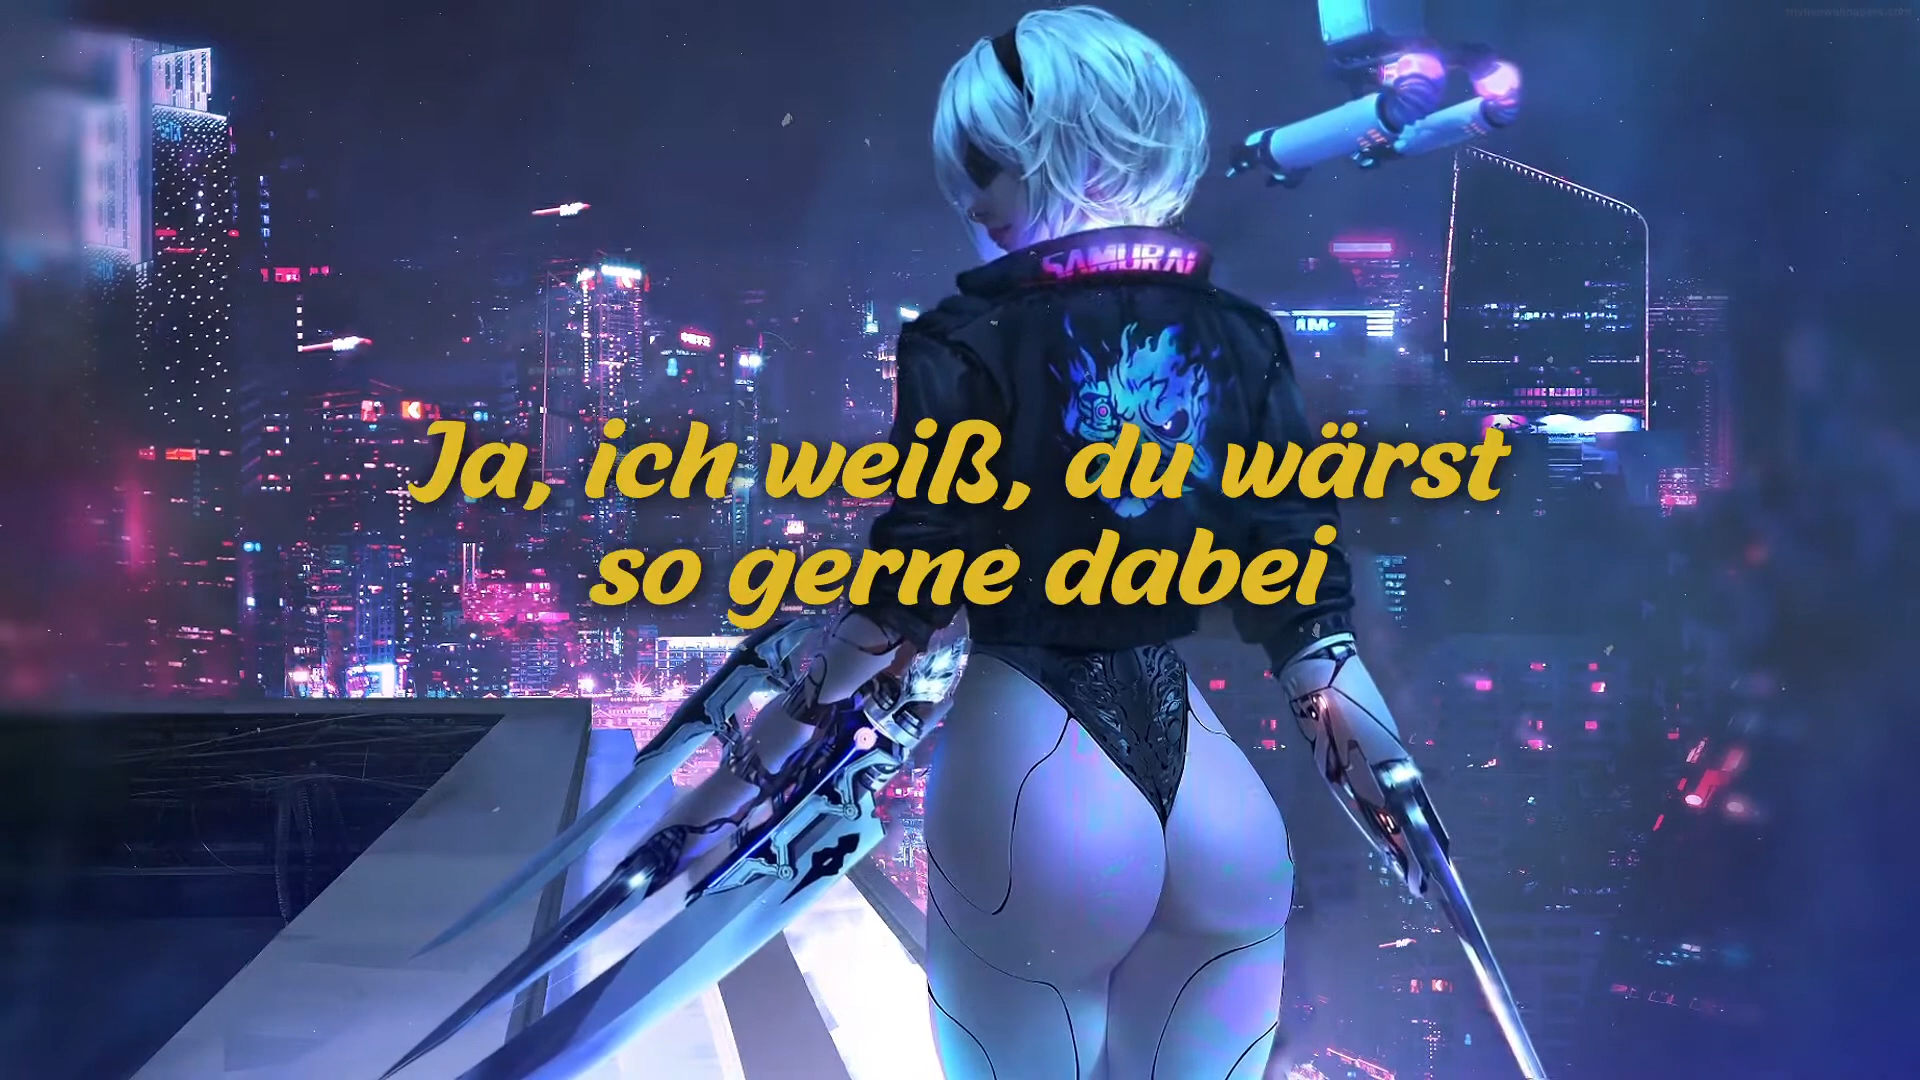 SAMURAI
Ja, ich weiß, du wärst
so gerne dabei